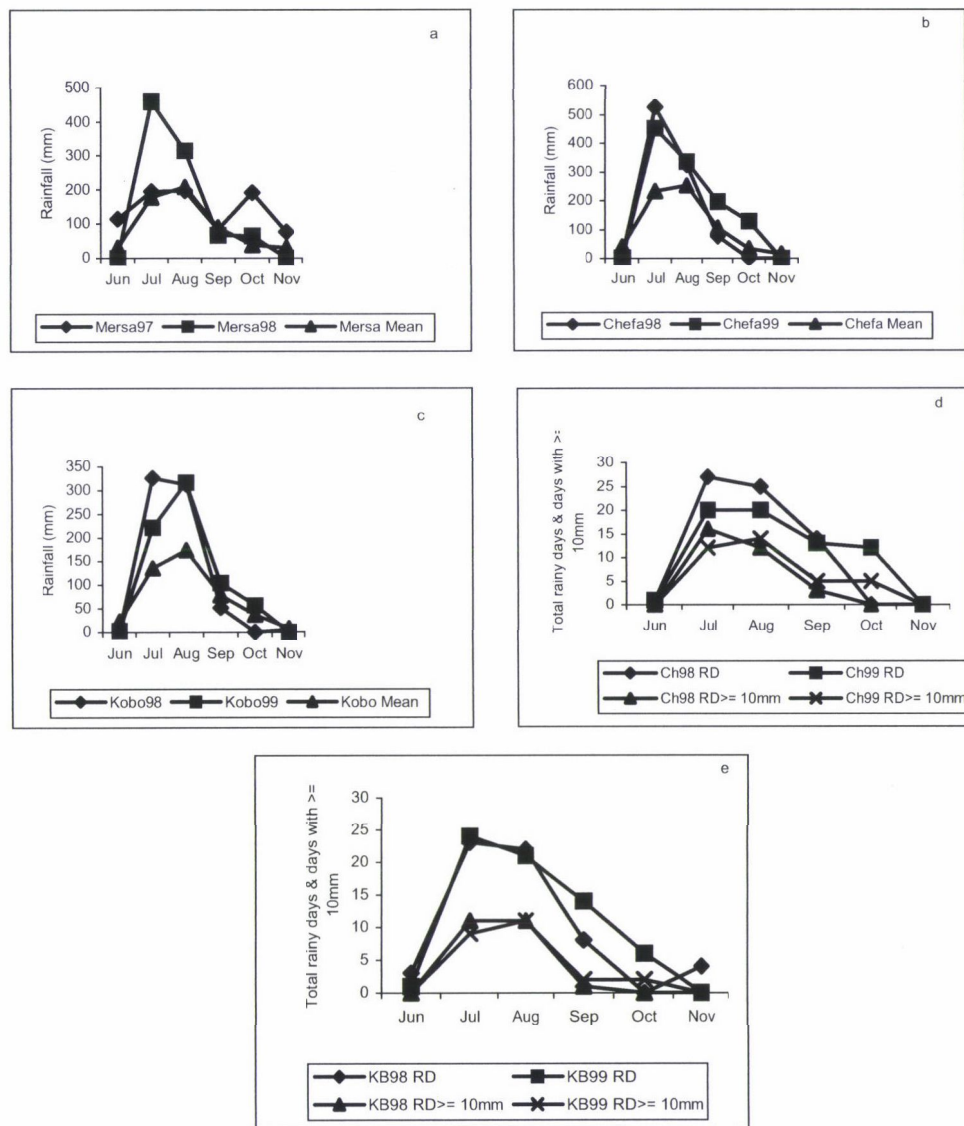 a
Rainfall (mm)
500
400
300
200
100
0
Jun Jul Aug Sep Oct Nov
Mersa97 Mersa98 Mersa Mean
b
Rainfall (mm)
600
500
400
300
200
100
0
Jun Jul Aug Sep Oct Nov
Chefa98 Chefa99 Chefa Mean
c
Rainfall (mm)
350
300
250
200
150
100
50
0
Jun Jul Aug Sep Oct Nov
Kobo98 Kobo99 Kobo Mean
d
Total rainy days & days with >=
10mm
30
25
20
15
10
5
0
Jun Jul Aug Sep Oct Nov
Ch98 RD Ch99 RD
Ch98 RD>= 10mm Ch99 RD>= 10mm
e
Total rainy days & days with >=
10mm
30
25
20
15
10
5
0
Jun Jul Aug Sep Oct Nov
KB98 RD KB99 RD
KB98 RD>= 10mm KB99 RD>= 10mm